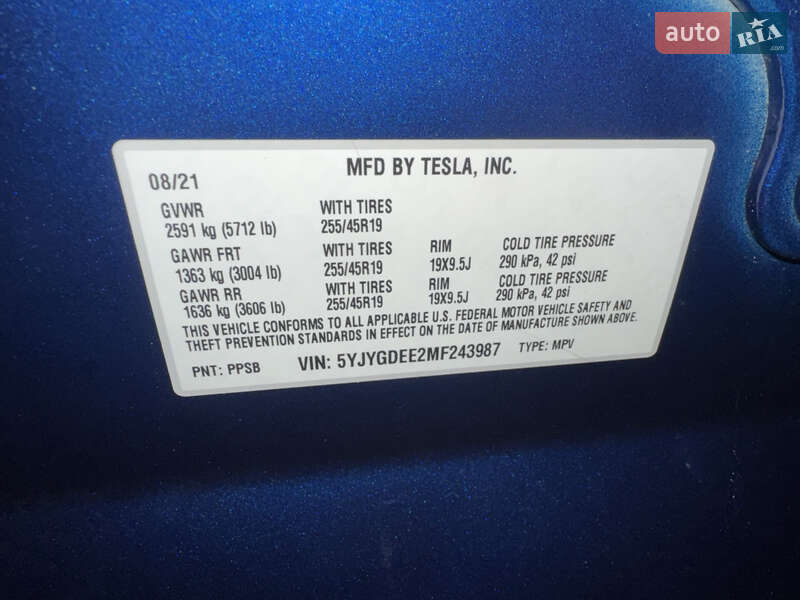 auto RIA.com
MFD BY TESLA, INC.
08/21
GVWR WITH TIRES
2591 kg (5712 lb) 255/45R19
GAWR FRT WITH TIRES RIM COLD TIRE PRESSURE
1363 kg (3004 lb) 255/45R19 19X9.5J 290 kPa, 42 psi
GAWR RR WITH TIRES RIM COLD TIRE PRESSURE
1636 kg (3606 lb) 255/45R19 19X9.5J 290 kPa, 42 psi
THIS VEHICLE CONFORMS TO ALL APPLICABLE U.S. FEDERAL MOTOR VEHICLE SAFETY AND
THEFT PREVENTION STANDARDS IN EFFECT ON THE DATE OF MANUFACTURE SHOWN ABOVE.
PNT: PPSB VIN: 5YJYGDEE2MF243987 TYPE: MPV